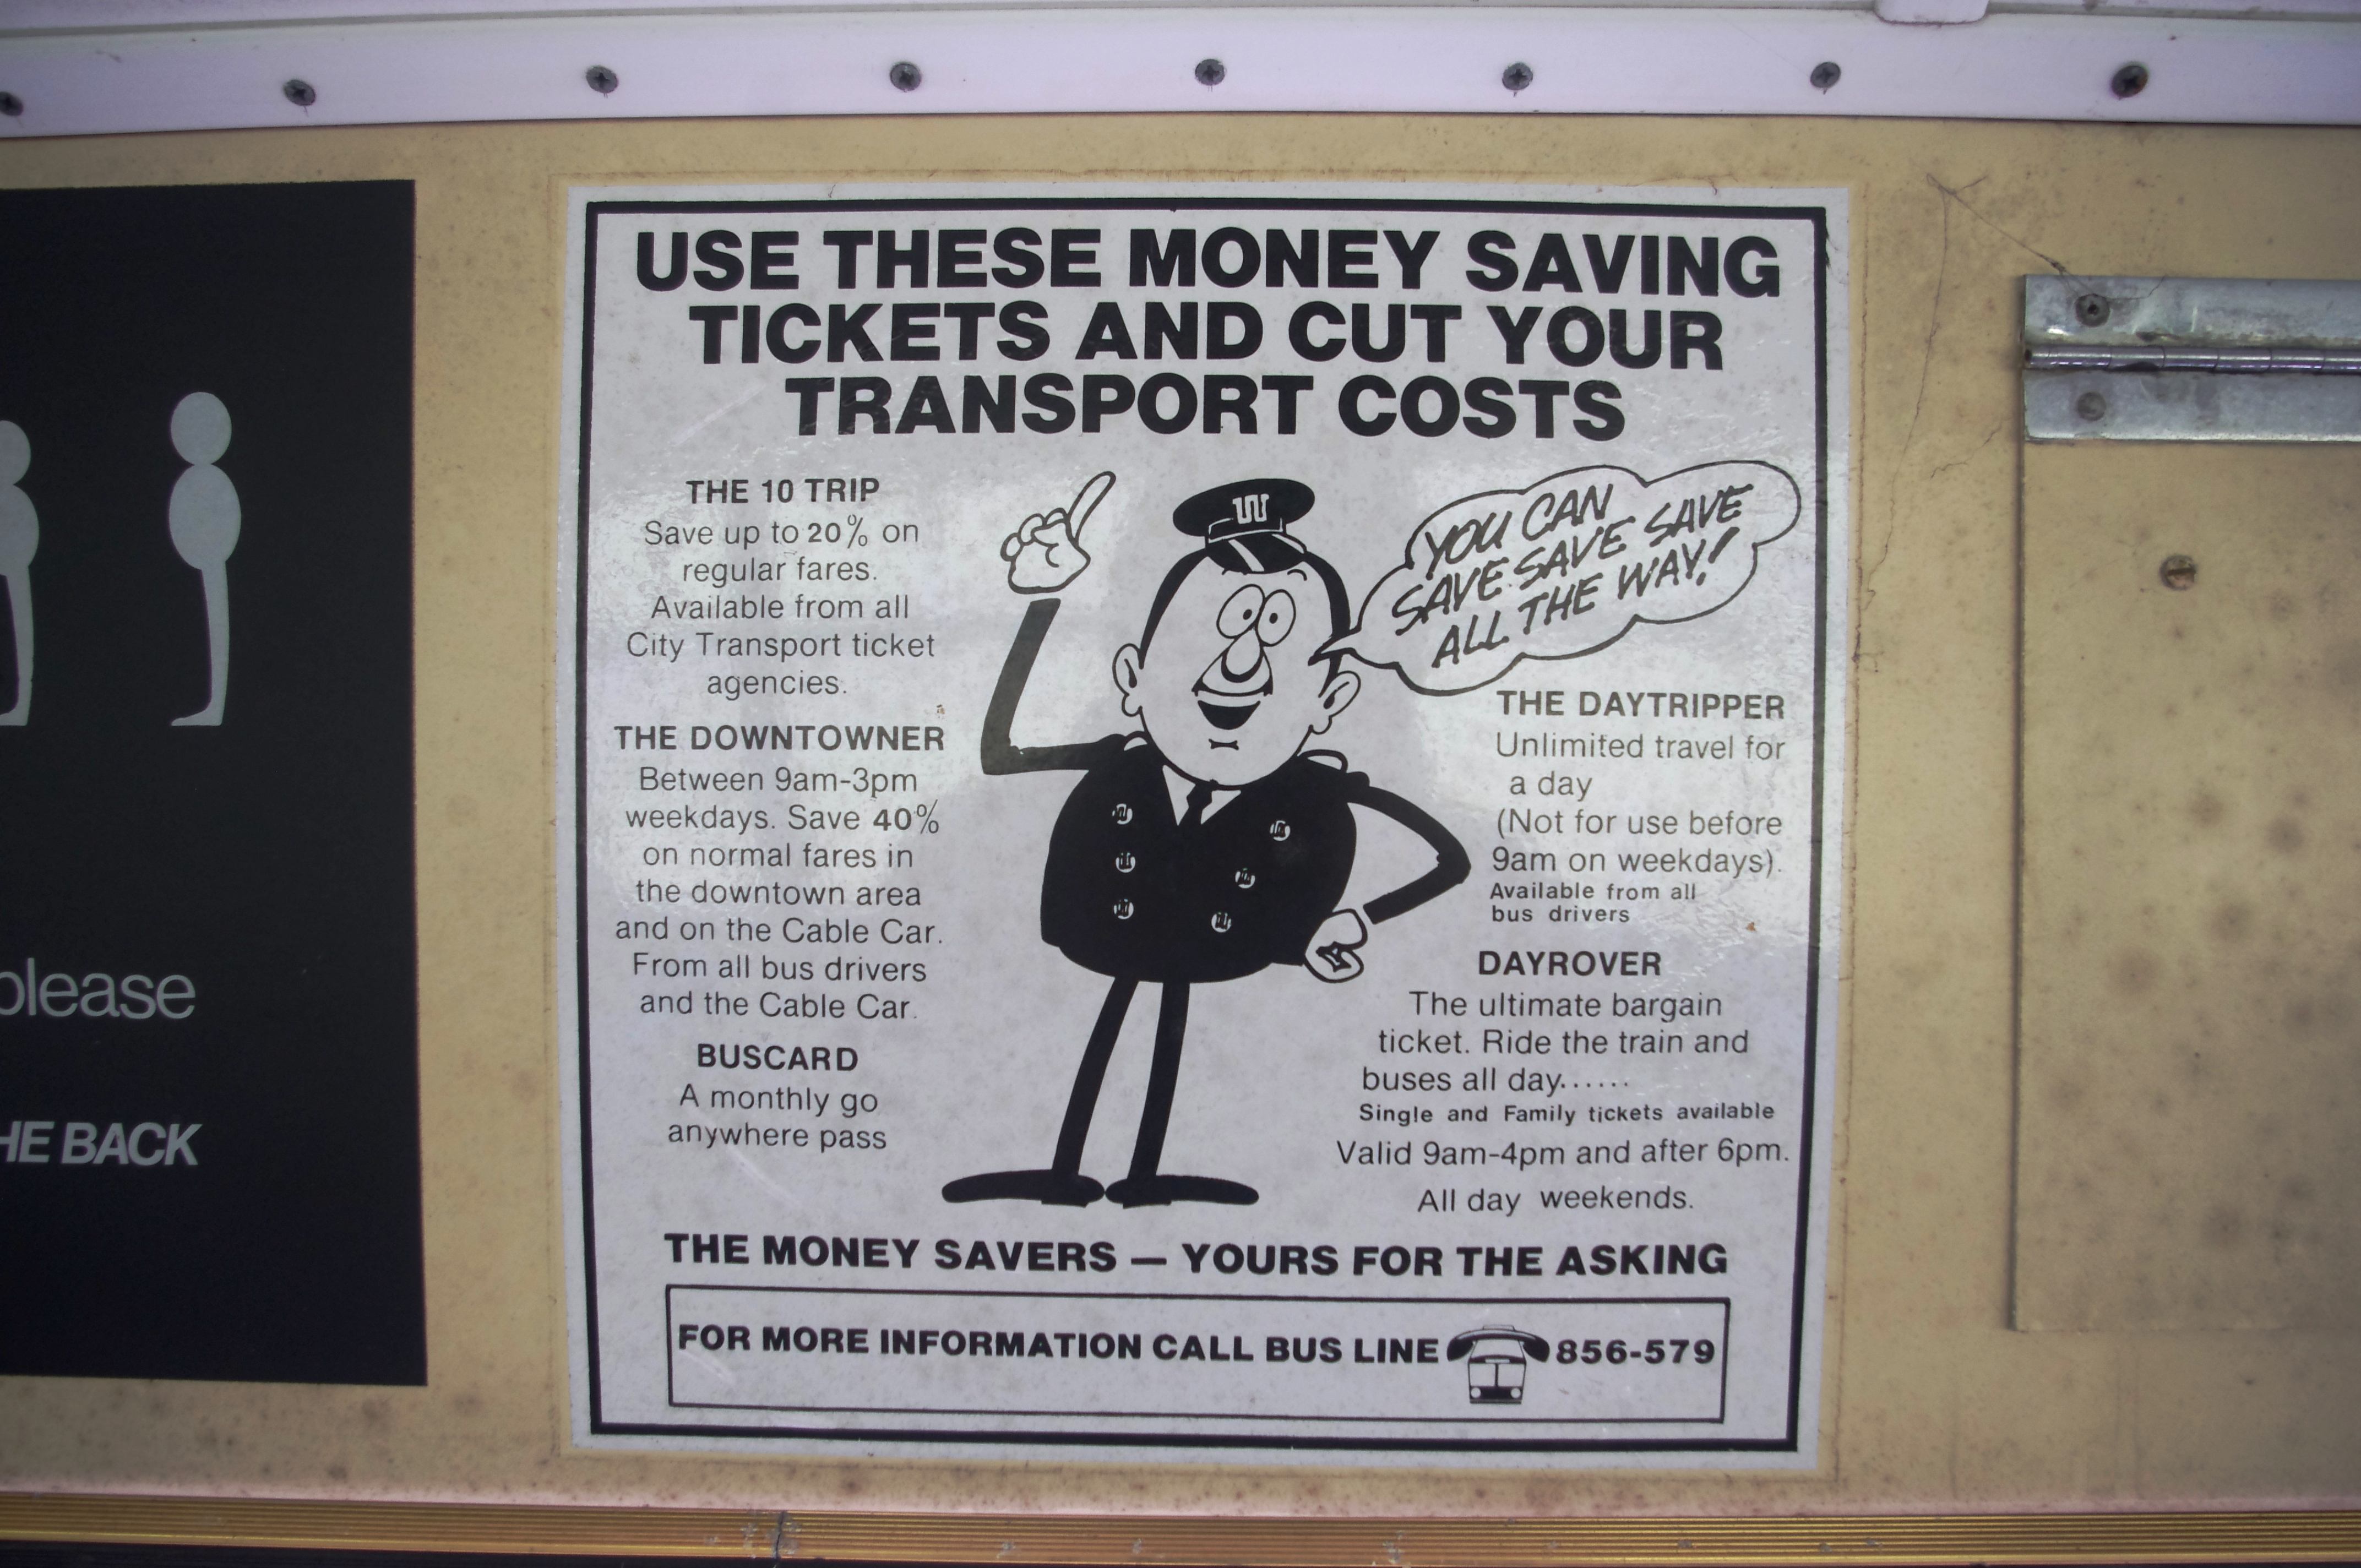 please
HE BACK
USE THESE MONEY SAVING
TICKETS AND CUT YOUR
TRANSPORT COSTS
THE 10 TRIP
Save up to 20% on
regular fares.
Available from all
City Transport ticket
agencies.
THE DOWNTOWNER
Between 9am-3pm
weekdays. Save 40%
on normal fares in
the downtown area
and on the Cable Car.
From all bus drivers
and the Cable Car.
BUSCARD
A monthly go
anywhere pass
YOU CAN
SAVE SAVE SAVE
ALL THE WAY!
THE DAYTRIPPER
Unlimited travel for
a day
(Not for use before
9am on weekdays).
Available from all
bus drivers
DAYROVER
The ultimate bargain
ticket. Ride the train and
buses all day......
Single and Family tickets available
Valid 9am-4pm and after 6pm.
All day weekends.
THE MONEY SAVERS — YOURS FOR THE ASKING
FOR MORE INFORMATION CALL BUS LINE 856-579